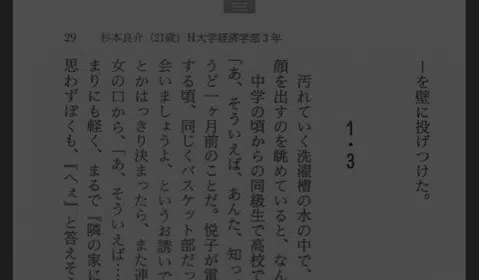 29 杉本良介（21歳）H大学経済学部3年
ーを壁に投げつけた。
1・3
汚れていく洗濯槽の水の中で、
顔を出すのを眺めていると、なん
中学の頃からの同級生で高校で
「あ、そういえば、あんた、知っ
うど一ヶ月前のことだ。悦子が電
する頃、同じくバスケット部だっ
会いましょうよ、というお誘いで
とかはっきり決まったら、また連
女の口から、「あ、そういえば……
まりにも軽く、まるで『隣の家に
思わずぼくも、『へぇ』と答えそ